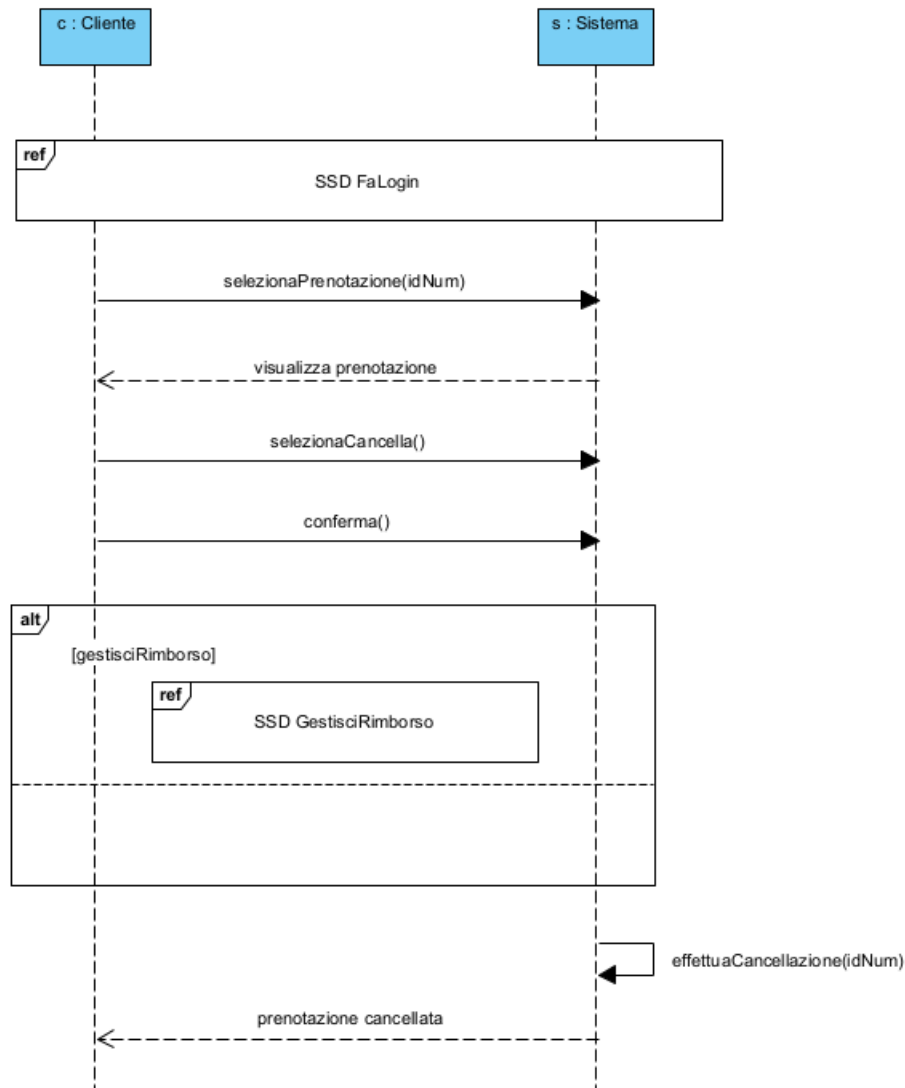 c : Cliente
s : Sistema
ref
SSD FaLogin
selezionaPrenotazione(idNum)
visualizza prenotazione
selezionaCancella()
conferma()
alt
[gestisciRimborso]
ref
SSD GestisciRimborso
effettuaCancellazione(idNum)
prenotazione cancellata